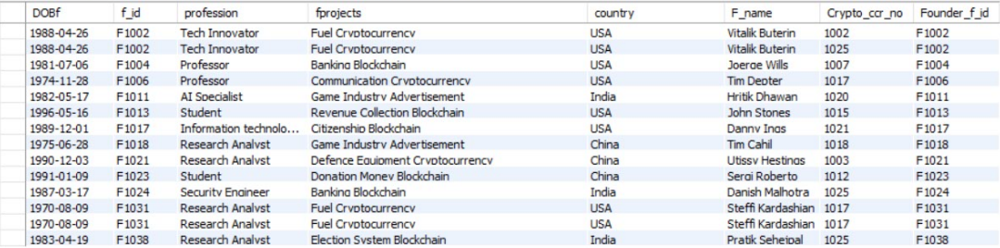 DOBf f_id profession fprojects country F_name Crypto_ccr_no Founder_f_id
1988-04-26 F1002 Tech Innovator Fuel Cryptocurrency USA Vitalik Buterin 1002 F1002
1988-04-26 F1002 Tech Innovator Fuel Cryptocurrency USA Vitalik Buterin 1025 F1002
1981-07-06 F1004 Professor Banking Blockchain USA Joerge Wills 1007 F1004
1974-11-28 F1006 Professor Communication Cryptocurrency USA Tim Depter 1017 F1006
1982-05-17 F1011 AI Specialist Game Industry Advertisement India Hritik Dhawan 1020 F1011
1996-05-16 F1013 Student Revenue Collection Blockchain USA John Stones 1015 F1013
1989-12-01 F1017 Information technolo... Citizenship Blockchain USA Danny Ings 1021 F1017
1975-06-28 F1018 Research Analyst Game Industry Advertisement China Tim Cahil 1018 F1018
1990-12-03 F1021 Research Analyst Defence Equipment Cryptocurrency China Utissy Hestings 1003 F1021
1991-01-09 F1023 Student Donation Money Blockchain China Sergi Roberto 1012 F1023
1987-03-17 F1024 Security Engineer Banking Blockchain India Danish Malhotra 1025 F1024
1970-08-09 F1031 Research Analyst Fuel Cryptocurrency USA Steffi Kardashian 1017 F1031
1970-08-09 F1031 Research Analyst Fuel Cryptocurrency USA Steffi Kardashian 1017 F1031
1983-04-19 F1038 Research Analyst Election System Blockchain India Pratik Sehejpal 1025 F1038